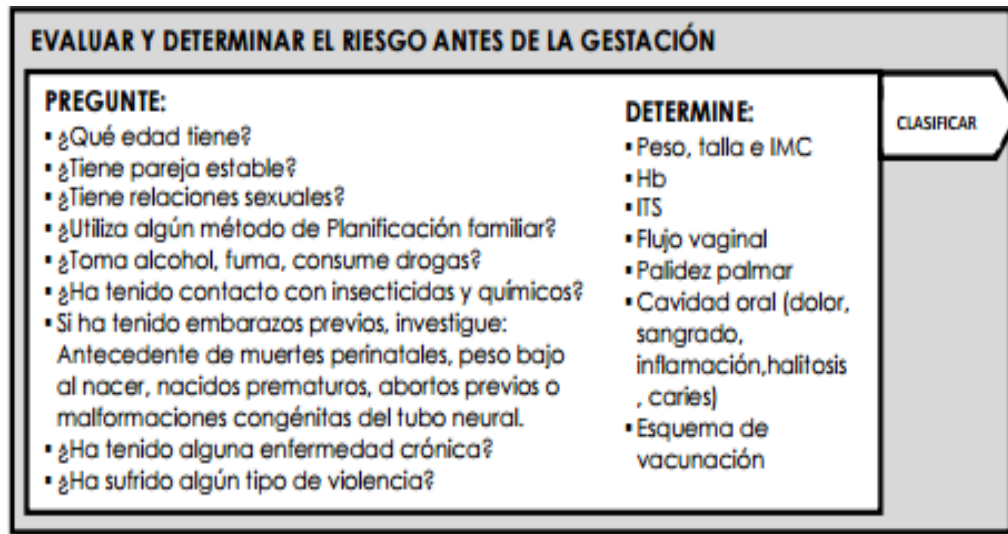 EVALUAR Y DETERMINAR EL RIESGO ANTES DE LA GESTACIÓN
PREGUNTE:
▪ ¿Qué edad tiene?
▪ ¿Tiene pareja estable?
▪ ¿Tiene relaciones sexuales?
▪ ¿Utiliza algún método de Planificación familiar?
▪ ¿Toma alcohol, fuma, consume drogas?
▪ ¿Ha tenido contacto con insecticidas y químicos?
▪ Si ha tenido embarazos previos, investigue:
Antecedente de muertes perinatales, peso bajo
al nacer, nacidos prematuros, abortos previos o
malformaciones congénitas del tubo neural.
▪ ¿Ha tenido alguna enfermedad crónica?
▪ ¿Ha sufrido algún tipo de violencia?
DETERMINE:
▪ Peso, talla e IMC
▪ Hb
▪ ITS
▪ Flujo vaginal
▪ Palidez palmar
▪ Cavidad oral (dolor,
sangrado,
inflamación,halitosis
, caries)
▪ Esquema de
vacunación
CLASIFICAR